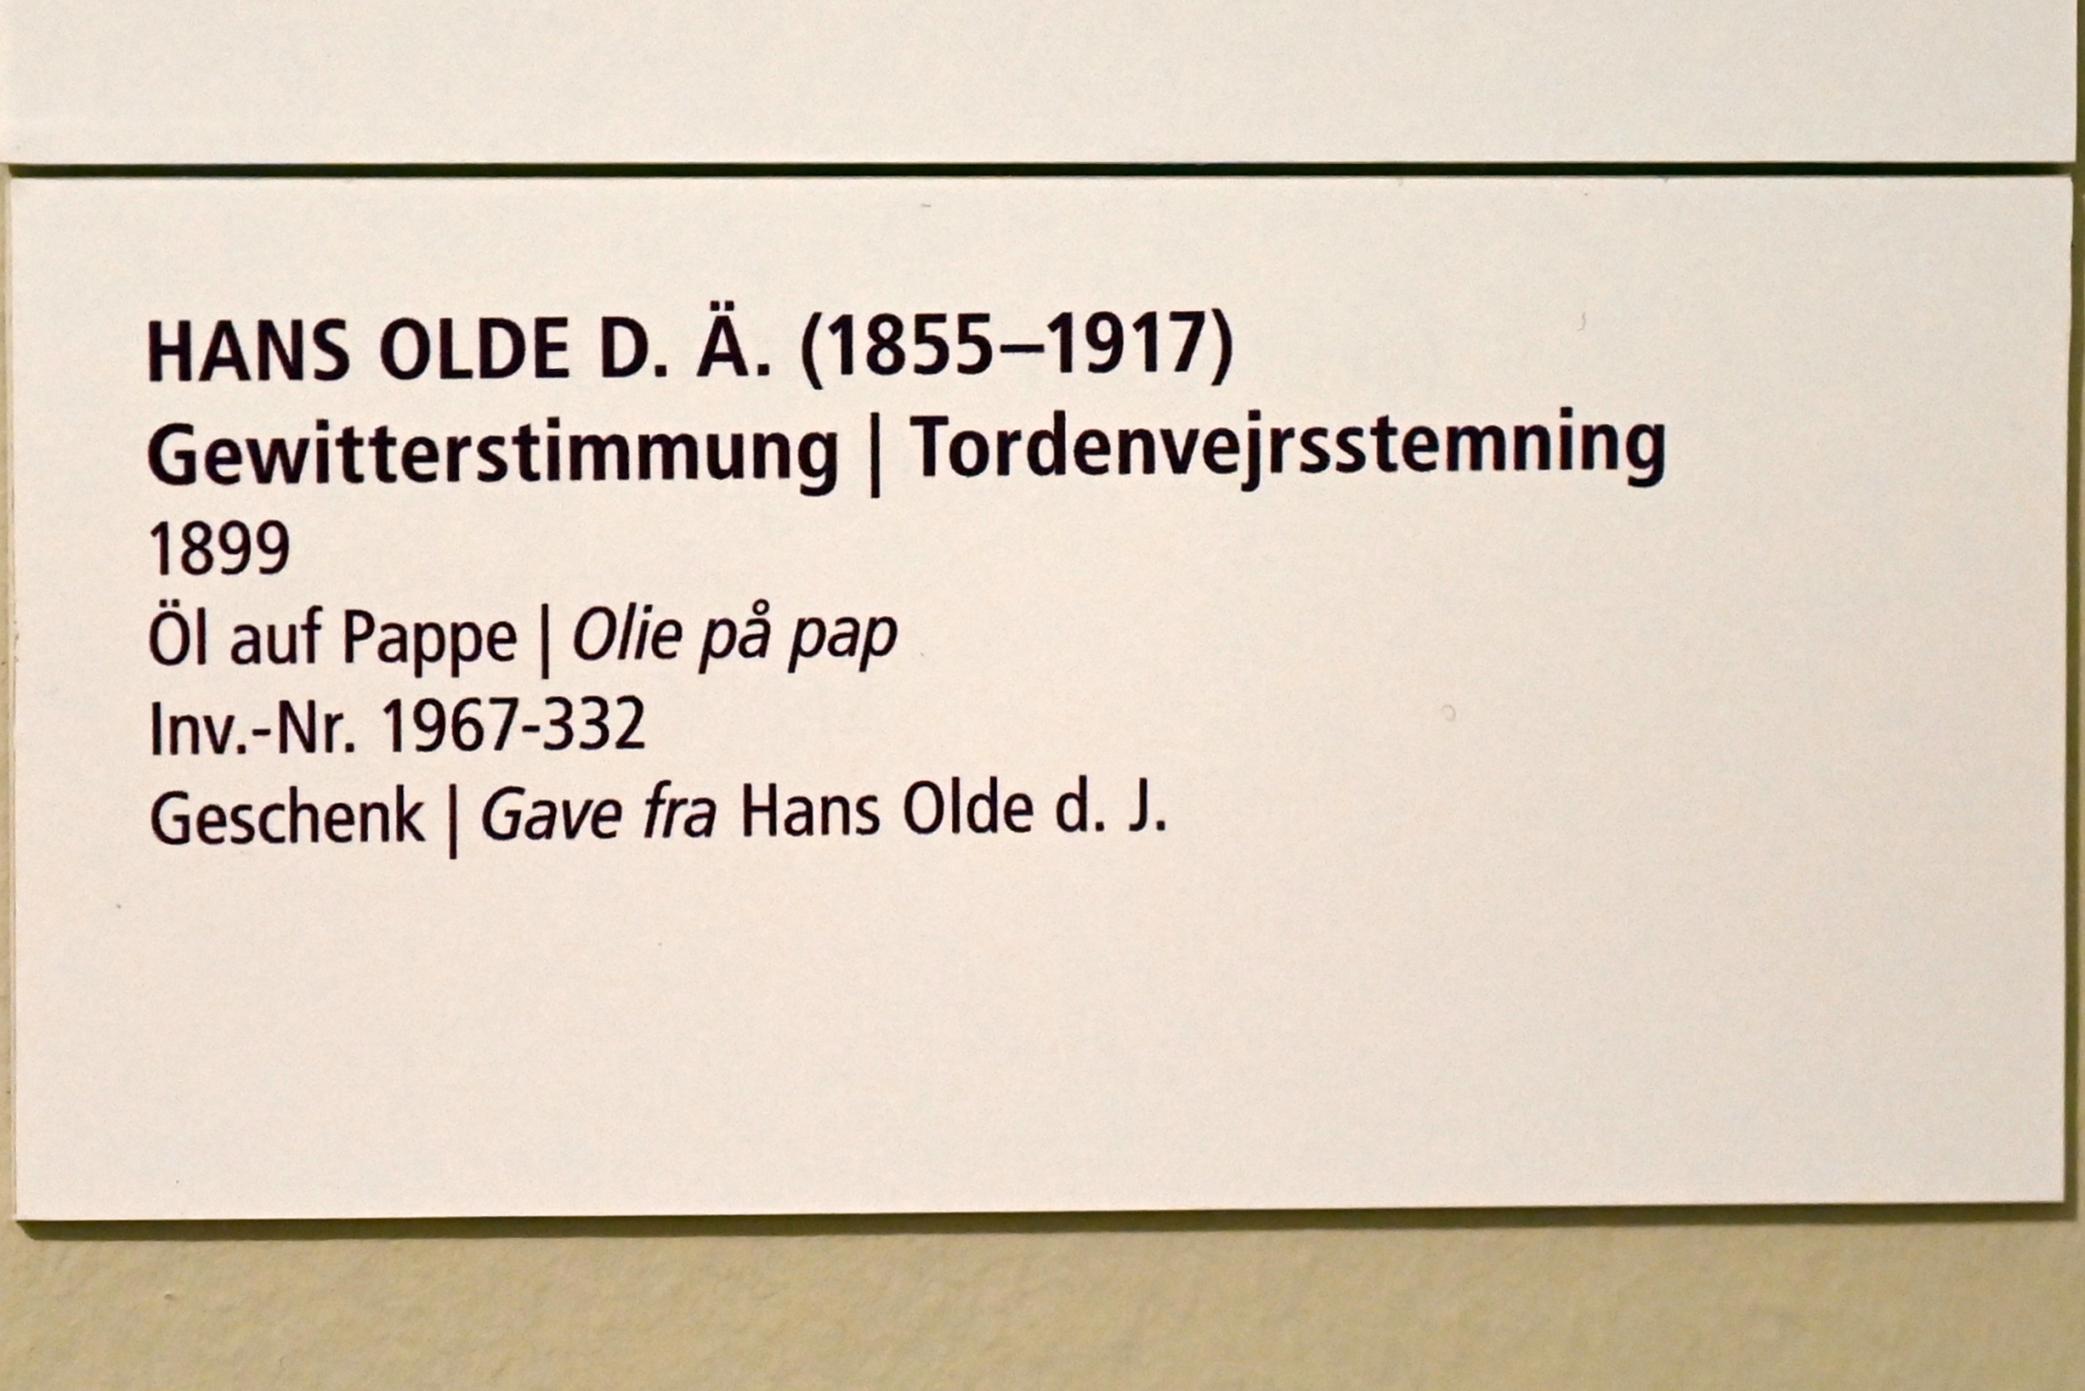 HANS OLDE D. Ä. (1855–1917)
Gewitterstimmung | Tordenvejrsstemning
1899
Öl auf Pappe | Olie på pap
Inv.-Nr. 1967-332
Geschenk | Gave fra Hans Olde d. J.